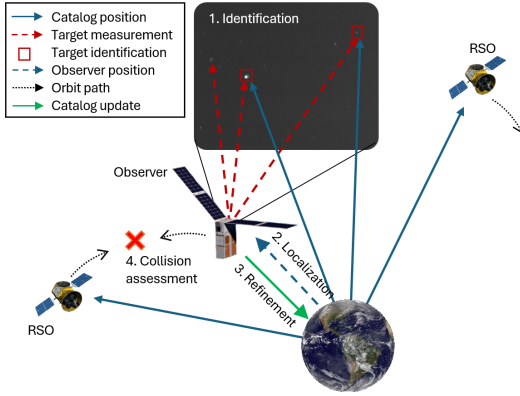 Catalog position
Target measurement
Target identification
Observer position
Orbit path
Catalog update
1. Identification
RSO
Observer
2. Localization
3. Refinement
4. Collision
assessment
RSO